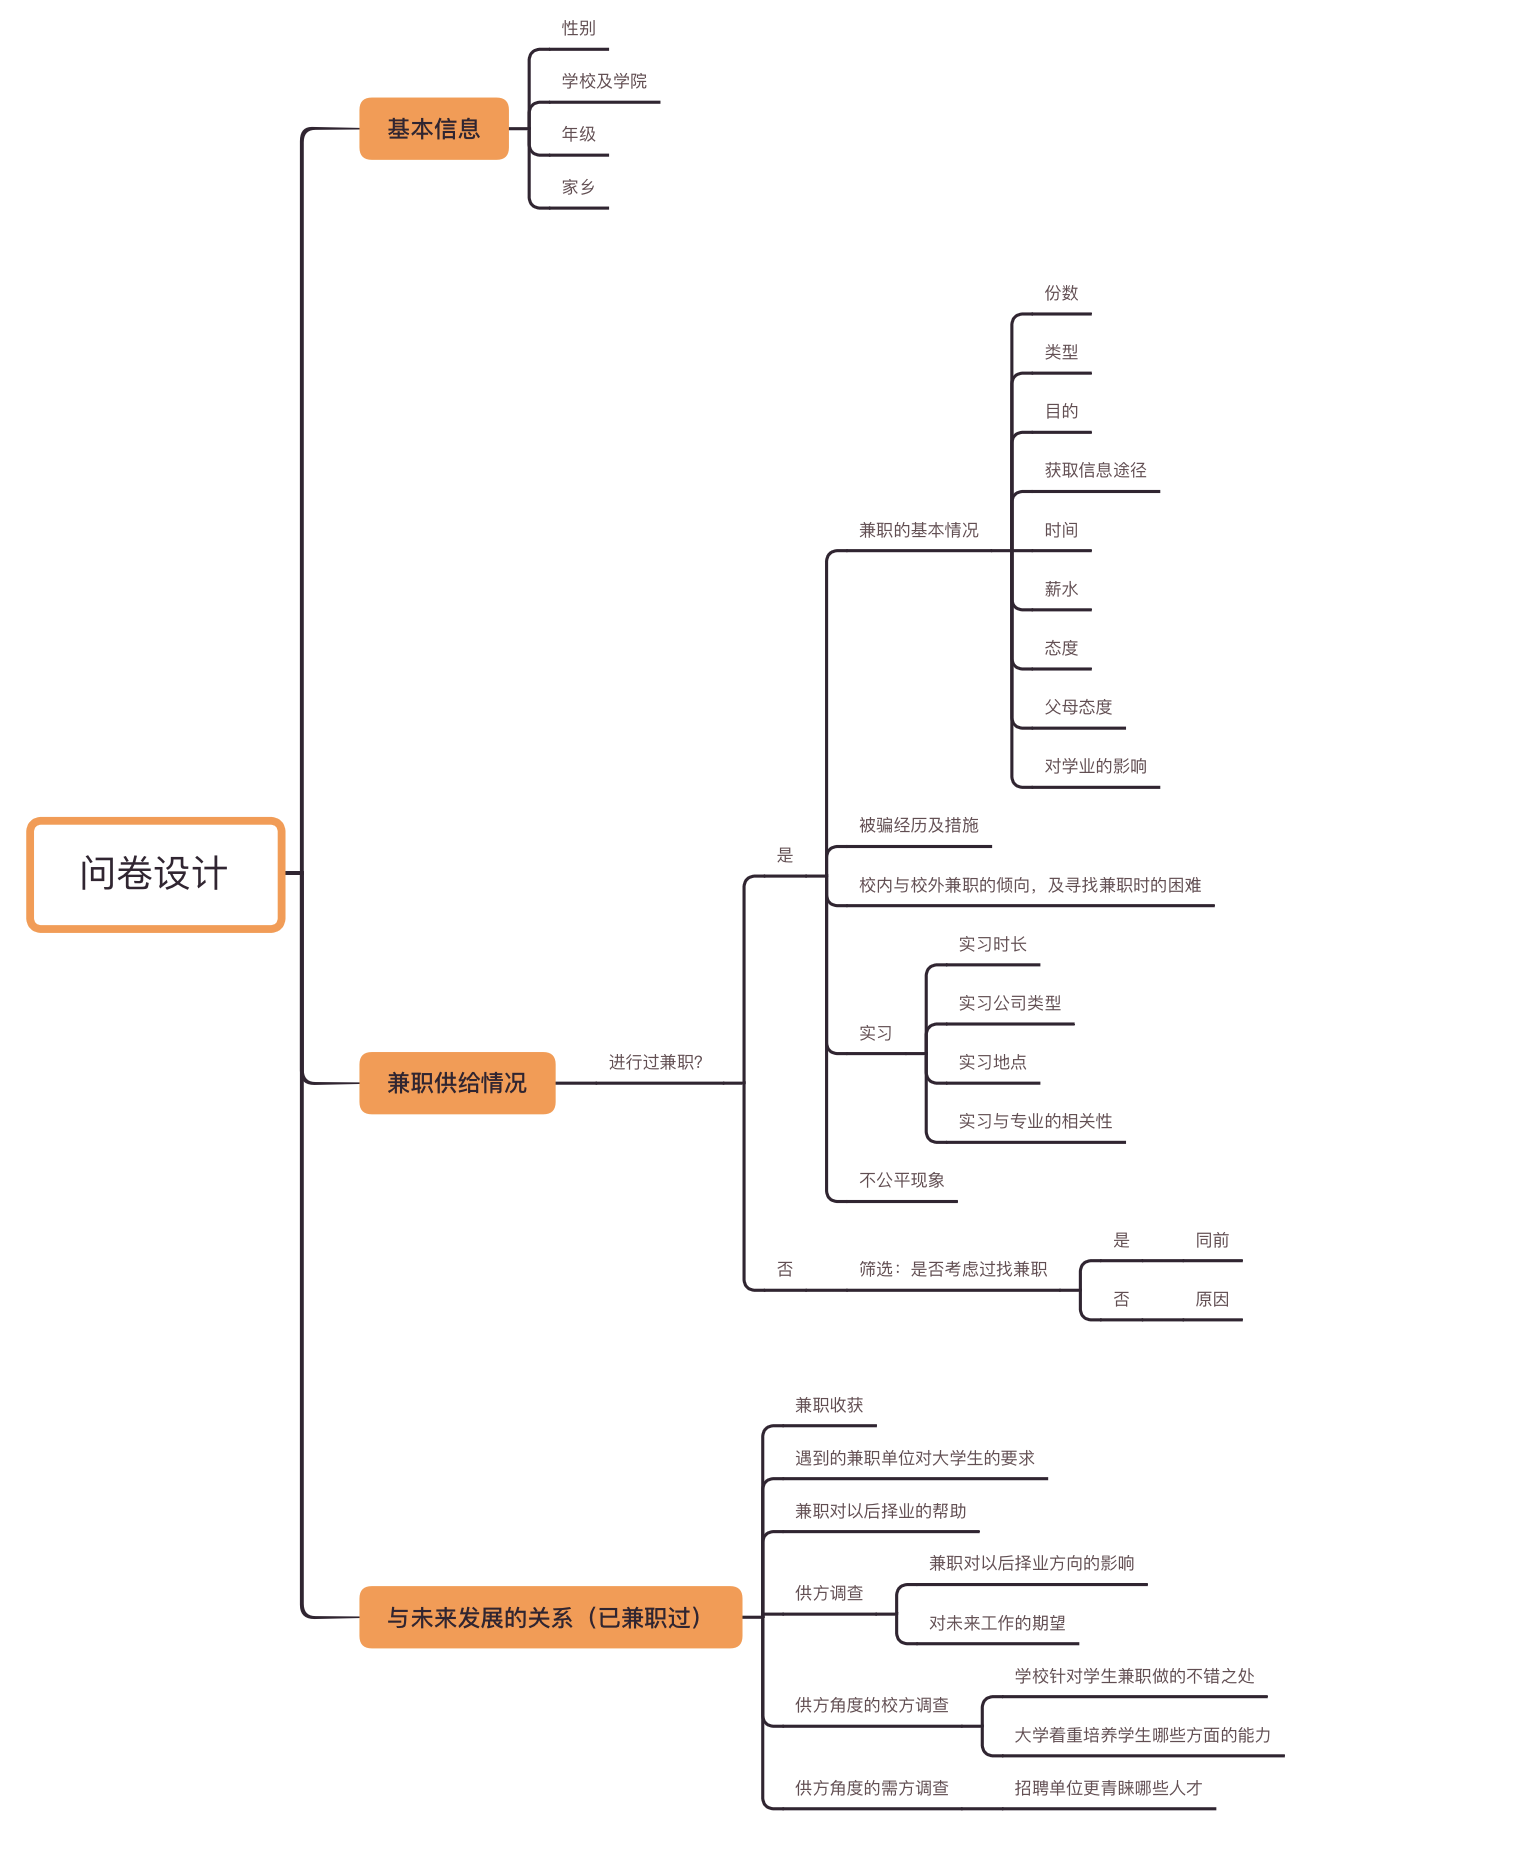 问卷设计
基本信息
性别
学校及学院
年级
家乡
兼职供给情况
进行过兼职?
是
兼职的基本情况
份数
类型
目的
获取信息途径
时间
薪水
态度
父母态度
对学业的影响
被骗经历及措施
校内与校外兼职的倾向，及寻找兼职时的困难
实习
实习时长
实习公司类型
实习地点
实习与专业的相关性
不公平现象
否
筛选：是否考虑过找兼职
是
同前
否
原因
与未来发展的关系（已兼职过）
兼职收获
遇到的兼职单位对大学生的要求
兼职对以后择业的帮助
供方调查
兼职对以后择业方向的影响
对未来工作的期望
供方角度的校方调查
学校针对学生兼职做的不错之处
大学着重培养学生哪些方面的能力
供方角度的需方调查
招聘单位更青睐哪些人才